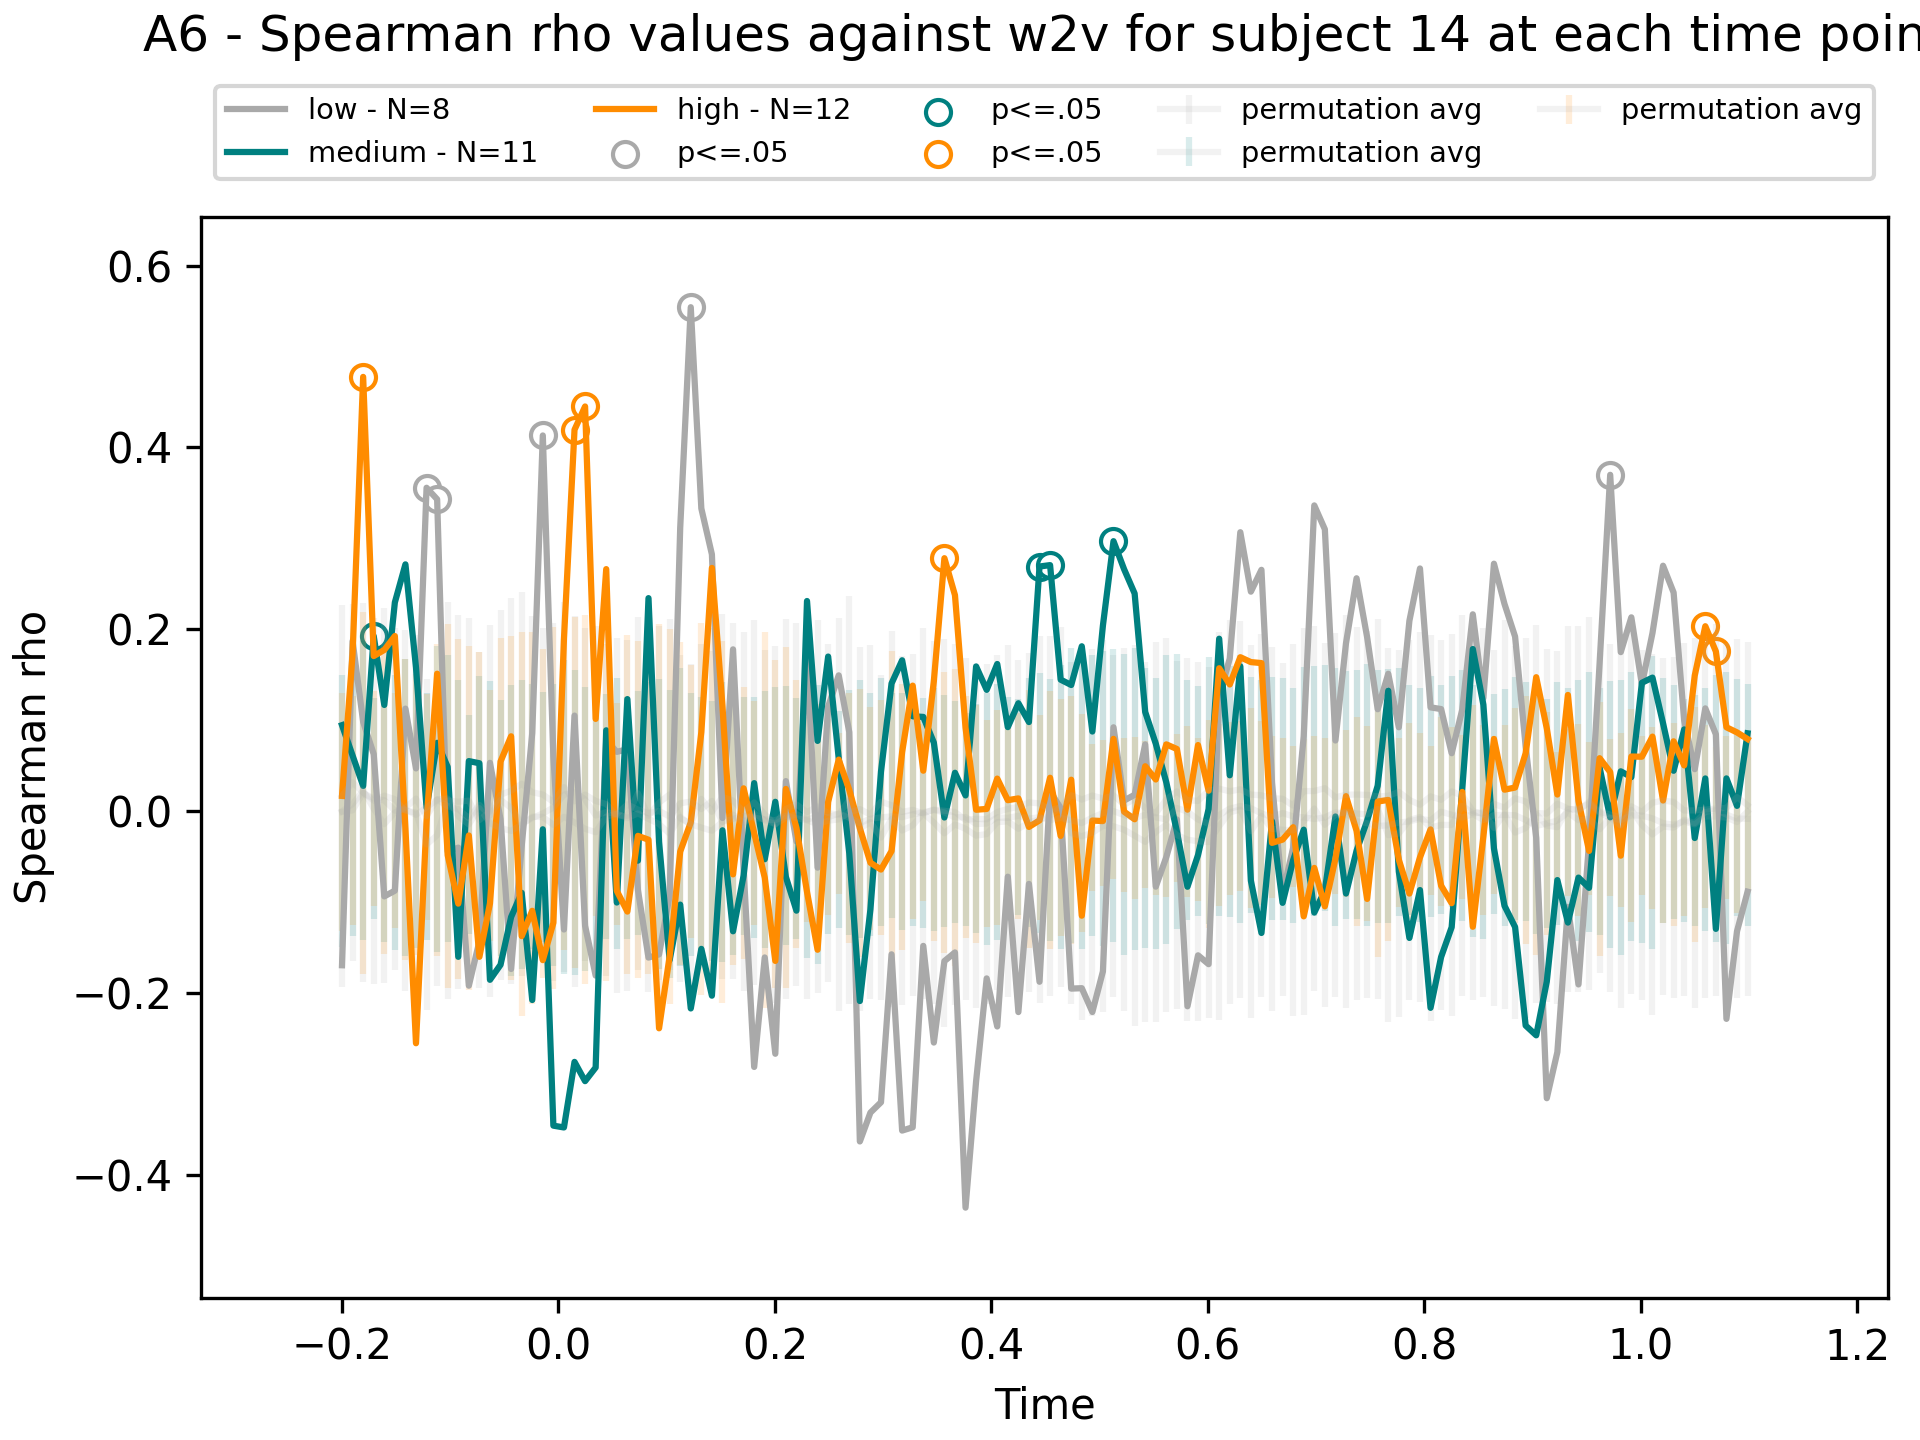 A6 - Spearman rho values against w2v for subject 14 at each time poin
low - N=8
medium - N=11
high - N=12
p<=.05
p<=.05
p<=.05
permutation avg
permutation avg
permutation avg
Spearman rho
0.6
0.4
0.2
0.0
−0.2
−0.4
−0.2
0.0
0.2
0.4
0.6
0.8
1.0
1.2
Time